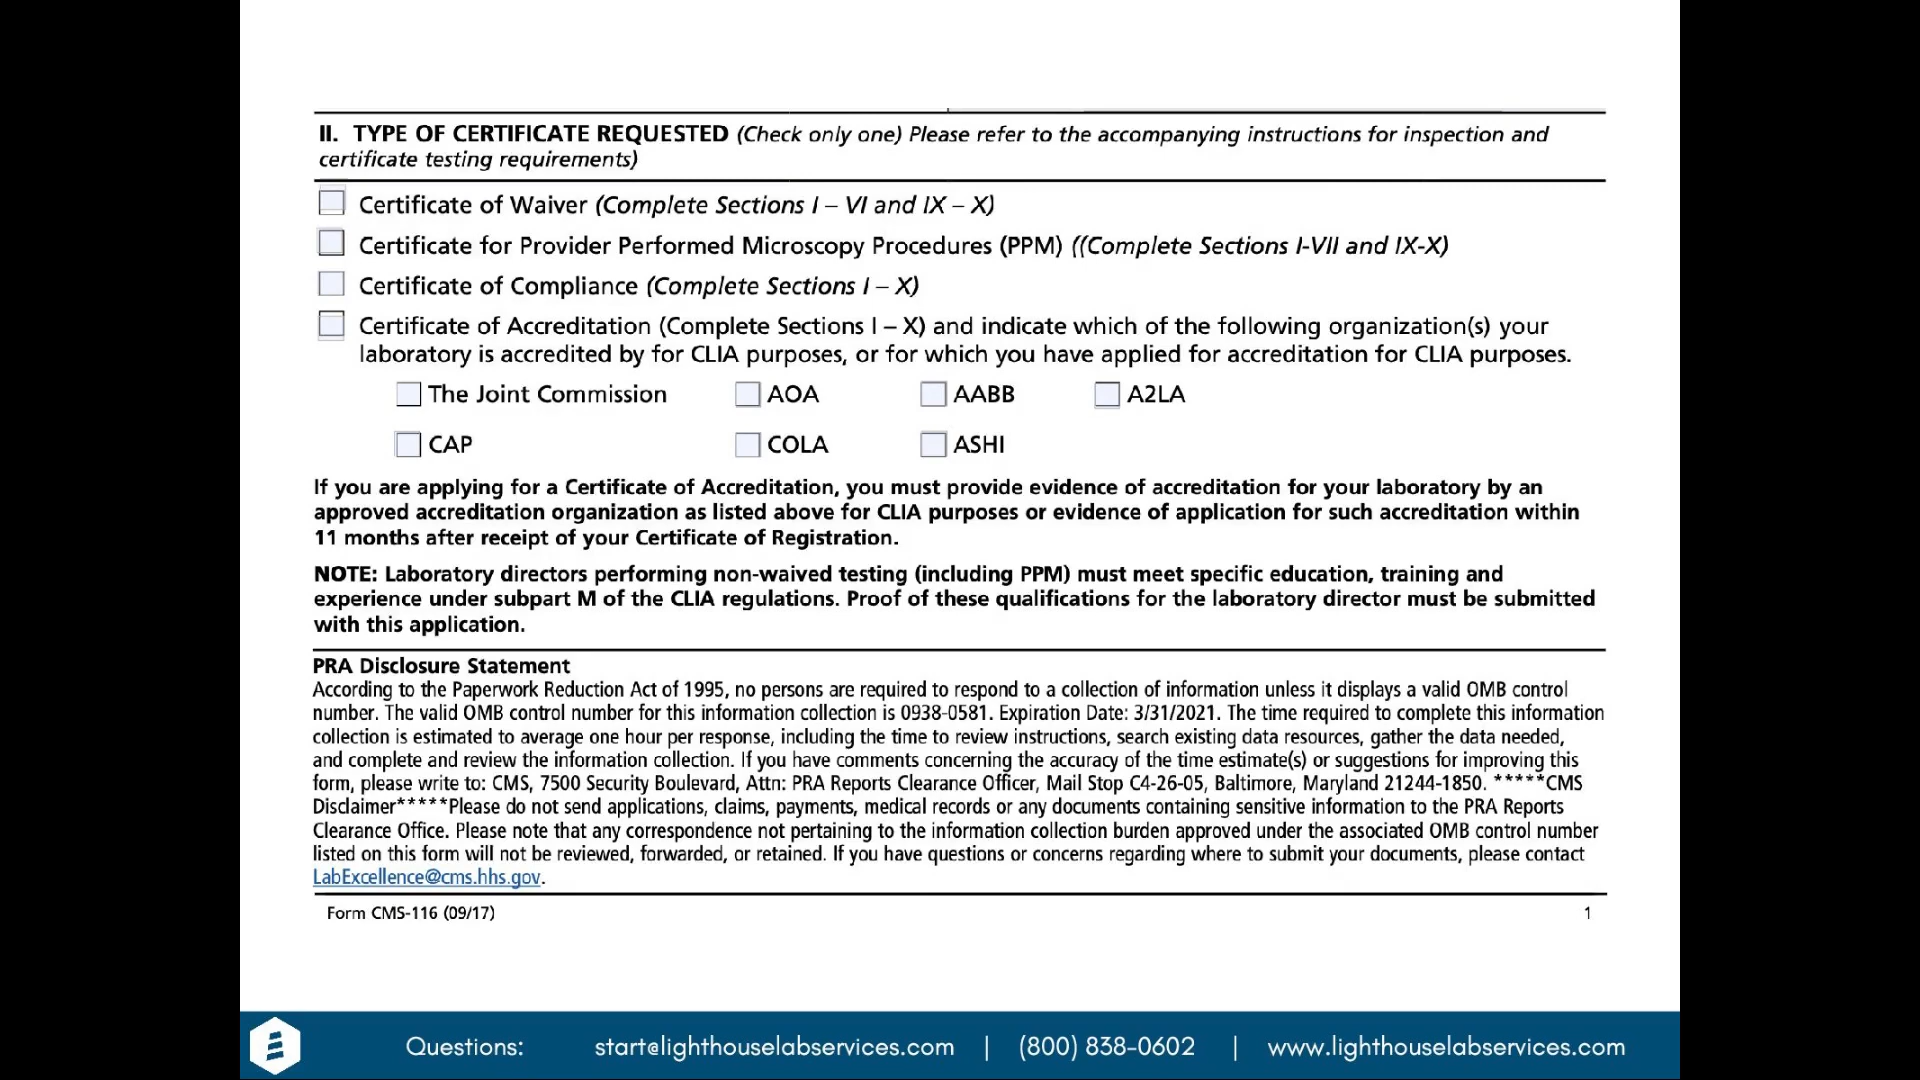 II. TYPE OF CERTIFICATE REQUESTED (Check only one) Please refer to the accompanying instructions for inspection and
certificate testing requirements)
Certificate of Waiver (Complete Sections I – VI and IX – X)
Certificate for Provider Performed Microscopy Procedures (PPM) ((Complete Sections I-VII and IX-X)
Certificate of Compliance (Complete Sections I – X)
Certificate of Accreditation (Complete Sections I – X) and indicate which of the following organization(s) your
laboratory is accredited by for CLIA purposes, or for which you have applied for accreditation for CLIA purposes.
The Joint Commission AOA AABB A2LA
CAP COLA ASHI
If you are applying for a Certificate of Accreditation, you must provide evidence of accreditation for your laboratory by an
approved accreditation organization as listed above for CLIA purposes or evidence of application for such accreditation within
11 months after receipt of your Certificate of Registration.
NOTE: Laboratory directors performing non-waived testing (including PPM) must meet specific education, training and
experience under subpart M of the CLIA regulations. Proof of these qualifications for the laboratory director must be submitted
with this application.
PRA Disclosure Statement
According to the Paperwork Reduction Act of 1995, no persons are required to respond to a collection of information unless it displays a valid OMB control
number. The valid OMB control number for this information collection is 0938-0581. Expiration Date: 3/31/2021. The time required to complete this information
collection is estimated to average one hour per response, including the time to review instructions, search existing data resources, gather the data needed,
and complete and review the information collection. If you have comments concerning the accuracy of the time estimate(s) or suggestions for improving this
form, please write to: CMS, 7500 Security Boulevard, Attn: PRA Reports Clearance Officer, Mail Stop C4-26-05, Baltimore, Maryland 21244-1850. *****CMS
Disclaimer*****Please do not send applications, claims, payments, medical records or any documents containing sensitive information to the PRA Reports
Clearance Office. Please note that any correspondence not pertaining to the information collection burden approved under the associated OMB control number
listed on this form will not be reviewed, forwarded, or retained. If you have questions or concerns regarding where to submit your documents, please contact
LabExcellence@cms.hhs.gov.
Form CMS-116 (09/17) 1
Questions: start@lighthouselabservices.com | (800) 838-0602 | www.lighthouselabservices.com